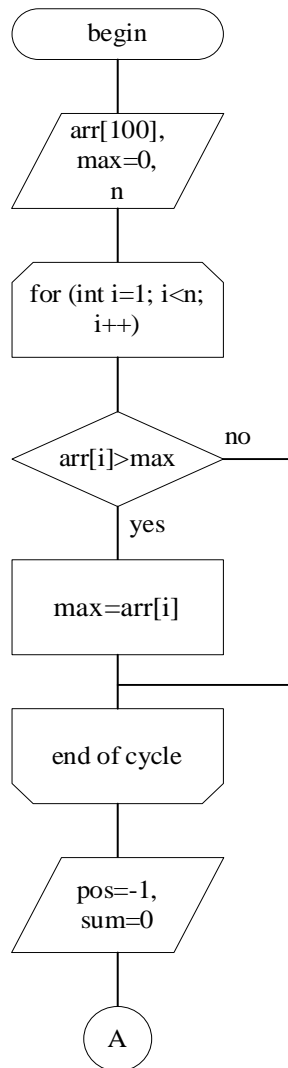 begin
arr[100],
max=0,
n
for (int i=1; i<n;
i++)
arr[i]>max
no
yes
max=arr[i]
end of cycle
pos=-1,
sum=0
A